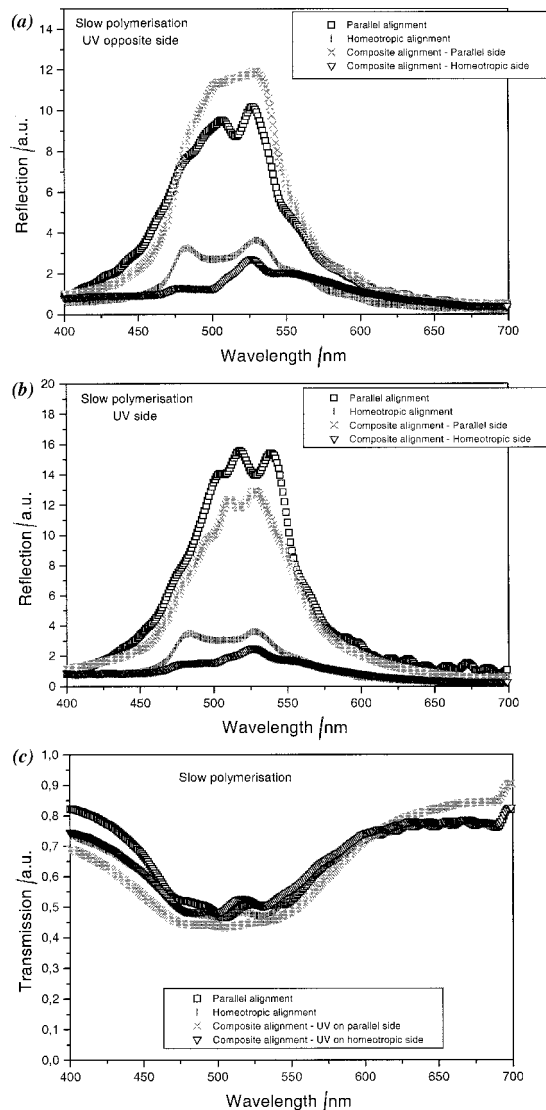 (a)
Slow polymerisation
UV opposite side
Parallel alignment
Homeotropic alignment
Composite alignment - Parallel side
Composite alignment - Homeotropic side
14
12
10
8
6
4
2
0
Reflection /a.u.
400 450 500 550 600 650 700
Wavelength /nm
(b)
Slow polymerisation
UV side
Parallel alignment
Homeotropic alignment
Composite alignment - Parallel side
Composite alignment - Homeotropic side
20
18
16
14
12
10
8
6
4
2
0
Reflection /a.u.
400 450 500 550 600 650 700
Wavelength /nm
(c)
Slow polymerisation
1,0
0,9
0,8
0,7
0,6
0,5
0,4
0,3
0,2
0,1
0,0
Transmission /a.u.
Parallel alignment
Homeotropic alignment
Composite alignment - UV on parallel side
Composite alignment - UV on homeotropic side
400 450 500 550 600 650 700
Wavelength /nm